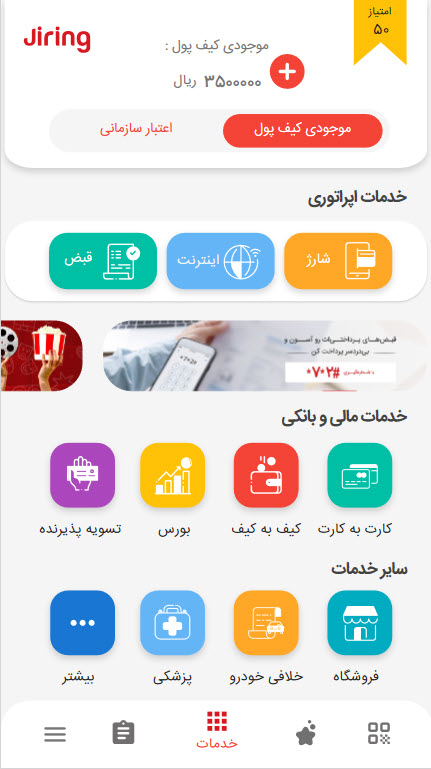 امتیاز
۵۰
Jiring
موجودی کیف پول :
۳۵۰۰۰۰۰ ریال
موجودی کیف پول
اعتبار سازمانی
خدمات اپراتوری
شارژ
اینترنت
قبض
قبض‌های پرداختی‌ات رو آسون و
بی‌دردسر پرداخت کن
*۷۰۲#
خدمات مالی و بانکی
کارت به کارت
کیف به کیف
بورس
تسویه پذیرنده
سایر خدمات
فروشگاه
خلافی خودرو
پزشکی
بیشتر
خدمات